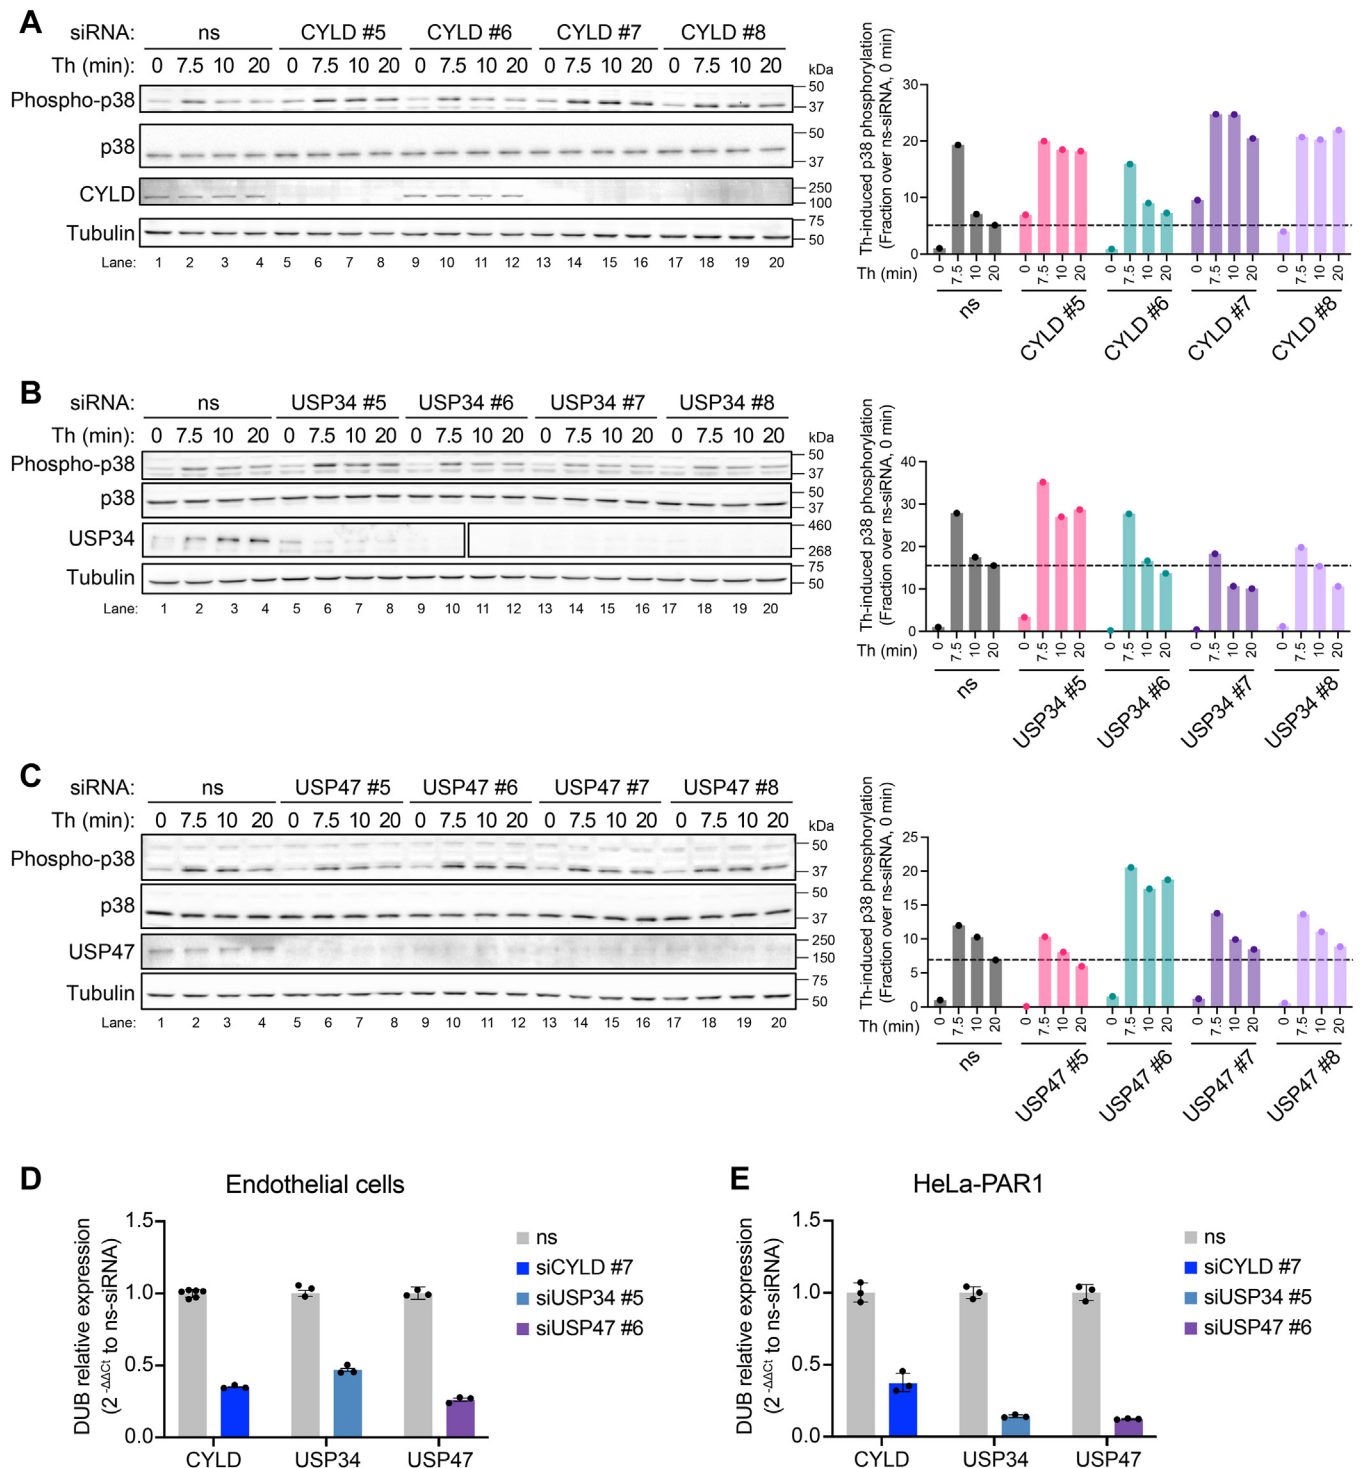 A
siRNA: ns CYLD #5 CYLD #6 CYLD #7 CYLD #8
Th (min): 0 7.5 10 20 0 7.5 10 20 0 7.5 10 20 0 7.5 10 20 0 7.5 10 20 kDa
Phospho-p38 50 37
p38 50 37
CYLD 250 100
Tubulin 75 50
Lane: 1 2 3 4 5 6 7 8 9 10 11 12 13 14 15 16 17 18 19 20
Th-induced p38 phosphorylation
(Fraction over ns-siRNA, 0 min)
30
20
10
0
Th (min) 0 7.5 10 20 0 7.5 10 20 0 7.5 10 20 0 7.5 10 20 0 7.5 10 20
ns CYLD #5 CYLD #6 CYLD #7 CYLD #8
B
siRNA: ns USP34 #5 USP34 #6 USP34 #7 USP34 #8
Th (min): 0 7.5 10 20 0 7.5 10 20 0 7.5 10 20 0 7.5 10 20 0 7.5 10 20 kDa
Phospho-p38 50 37
p38 50 37
USP34 460 268
Tubulin 75 50
Lane: 1 2 3 4 5 6 7 8 9 10 11 12 13 14 15 16 17 18 19 20
Th-induced p38 phosphorylation
(Fraction over ns-siRNA, 0 min)
40
30
20
10
0
Th (min) 0 7.5 10 20 0 7.5 10 20 0 7.5 10 20 0 7.5 10 20 0 7.5 10 20
ns USP34 #5 USP34 #6 USP34 #7 USP34 #8
C
siRNA: ns USP47 #5 USP47 #6 USP47 #7 USP47 #8
Th (min): 0 7.5 10 20 0 7.5 10 20 0 7.5 10 20 0 7.5 10 20 0 7.5 10 20 kDa
Phospho-p38 50 37
p38 50 37
USP47 250 150
Tubulin 75 50
Lane: 1 2 3 4 5 6 7 8 9 10 11 12 13 14 15 16 17 18 19 20
Th-induced p38 phosphorylation
(Fraction over ns-siRNA, 0 min)
25
20
15
10
5
0
Th (min) 0 7.5 10 20 0 7.5 10 20 0 7.5 10 20 0 7.5 10 20 0 7.5 10 20
ns USP47 #5 USP47 #6 USP47 #7 USP47 #8
D
Endothelial cells
DUB relative expression
(2 -ΔΔCt to ns-siRNA)
1.5
1.0
0.5
0.0
CYLD USP34 USP47
ns
siCYLD #7
siUSP34 #5
siUSP47 #6
E
HeLa-PAR1
DUB relative expression
(2 -ΔΔCt to ns-siRNA)
1.5
1.0
0.5
0.0
CYLD USP34 USP47
ns
siCYLD #7
siUSP34 #5
siUSP47 #6